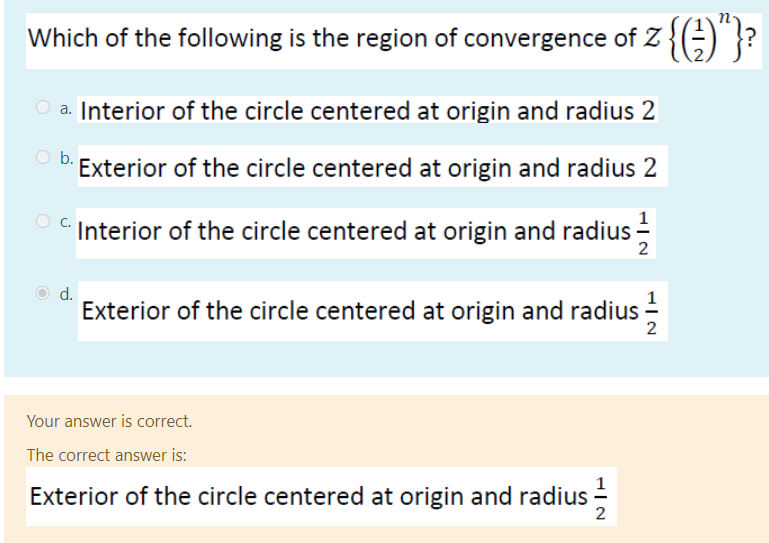 Which of the following is the region of convergence of Z {(1/2)^n}?
a. Interior of the circle centered at origin and radius 2
b. Exterior of the circle centered at origin and radius 2
c. Interior of the circle centered at origin and radius 1/2
d. Exterior of the circle centered at origin and radius 1/2
Your answer is correct.
The correct answer is:
Exterior of the circle centered at origin and radius 1/2